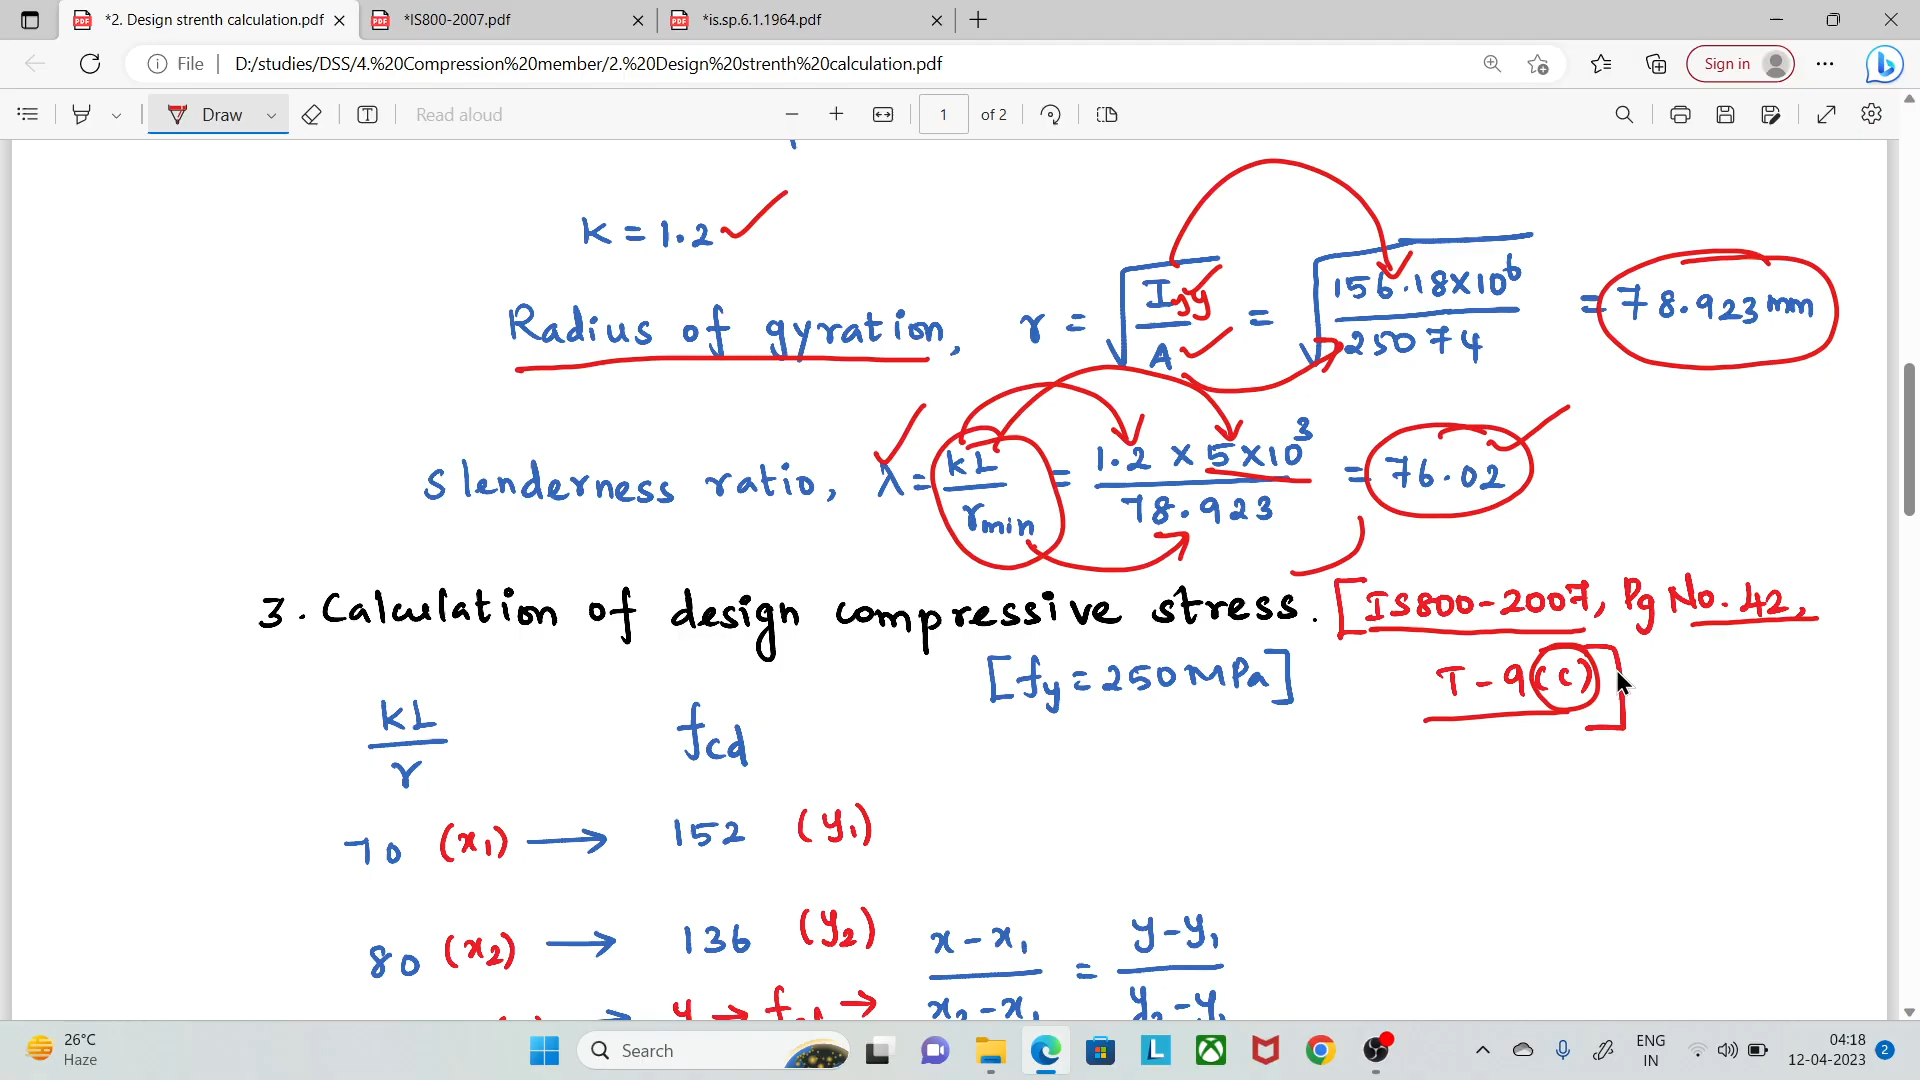 *2. Design strenth calculation.pdf
*IS800-2007.pdf
*is.sp.6.1.1964.pdf
File D:/studies/DSS/4.%20Compression%20member/2.%20Design%20strenth%20calculation.pdf
Sign in
Draw
Read aloud
1 of 2
K = 1.2
Radius of gyration, r = √(Iyy / A) = √(156.18×10⁶ / 25074) = 78.923 mm
Slenderness ratio, λ = kL / rmin = 1.2 × 5×10³ / 78.923 = 76.02
3. Calculation of design compressive stress. [IS800-2007, Pg No. 42,
T-9(c)]
[fy = 250 MPa]
kL / r fcd
70 (x1) → 152 (y1)
80 (x2) → 136 (y2)
x - x1 / x2 - x1 = y - y1 / y2 - y1
26°C
Haze
Search
ENG
IN
04:18
12-04-2023
2